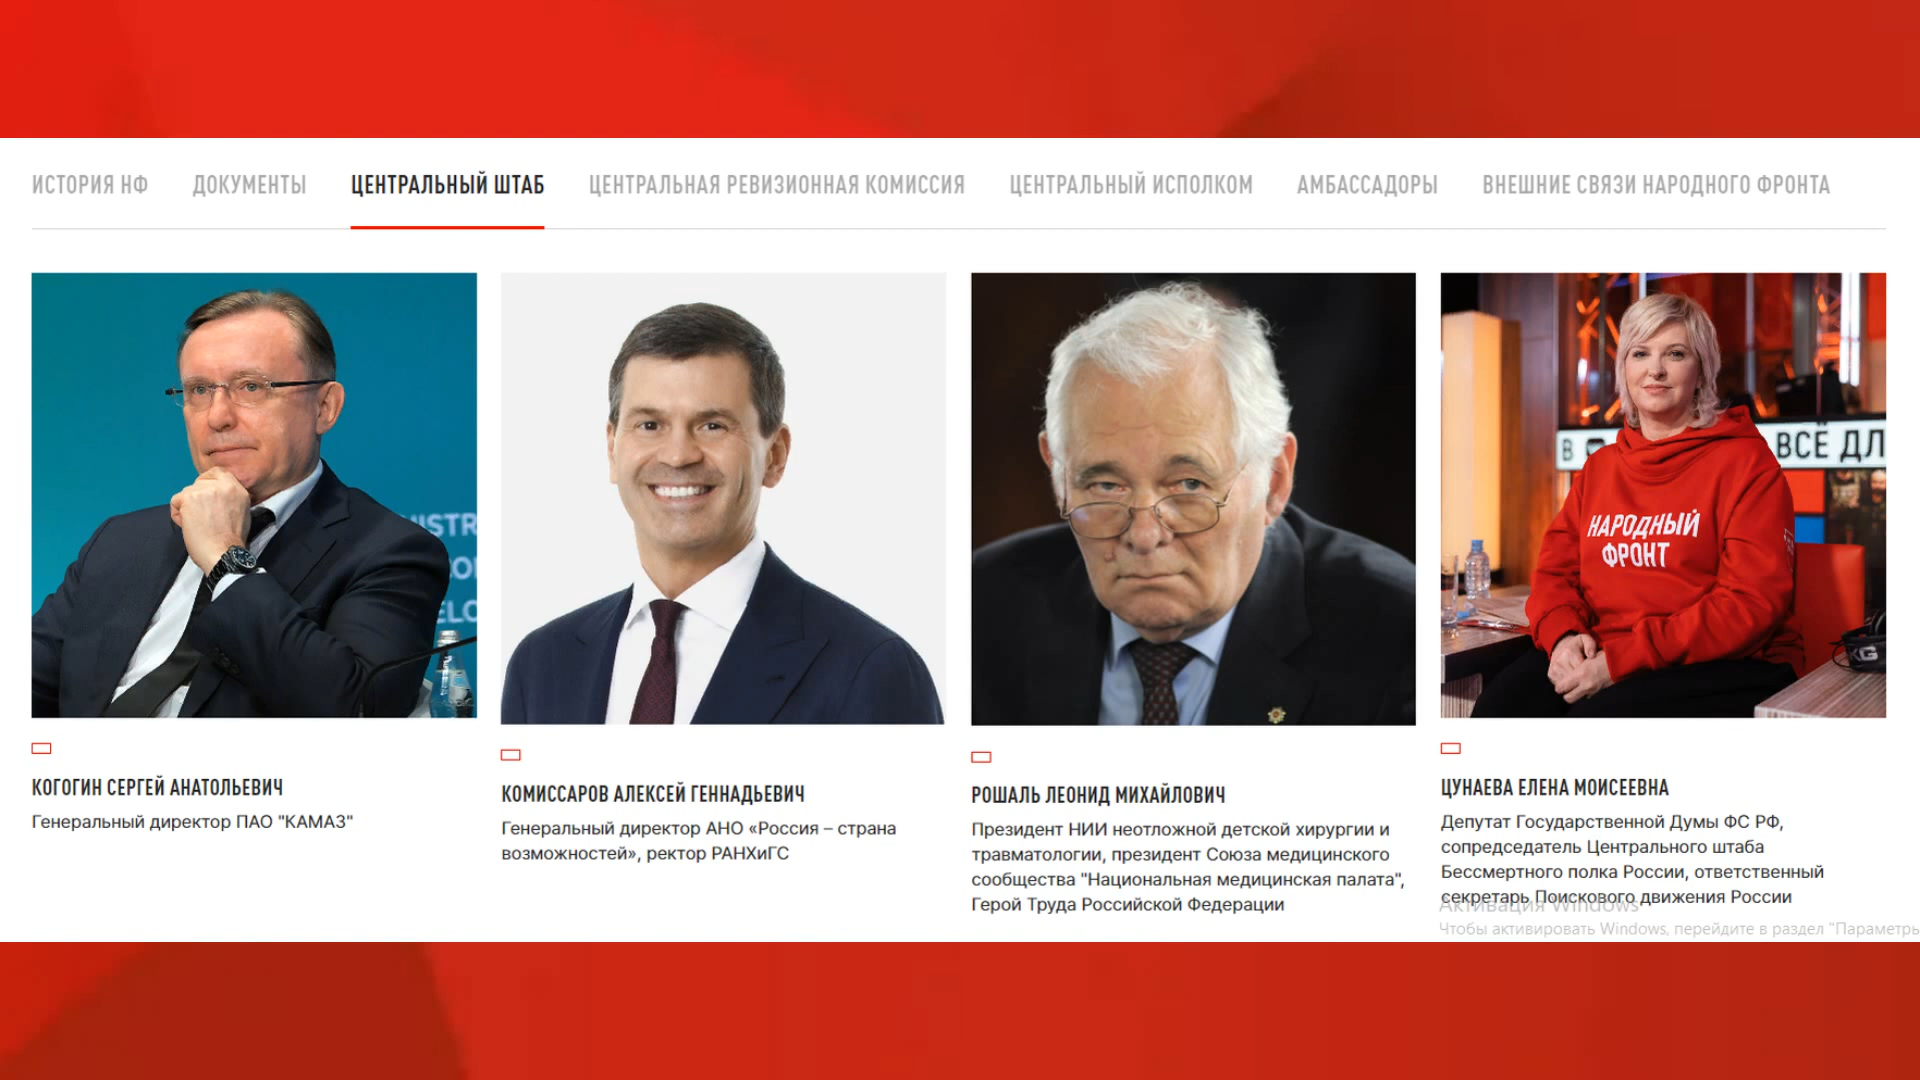 ИСТОРИЯ НФ ДОКУМЕНТЫ ЦЕНТРАЛЬНЫЙ ШТАБ ЦЕНТРАЛЬНАЯ РЕВИЗИОННАЯ КОМИССИЯ ЦЕНТРАЛЬНЫЙ ИСПОЛКОМ АМБАССАДОРЫ ВНЕШНИЕ СВЯЗИ НАРОДНОГО ФРОНТА
В
ВСЁ ДЛ
НАРОДНЫЙ
ФРОНТ
КОГОГИН СЕРГЕЙ АНАТОЛЬЕВИЧ
Генеральный директор ПАО "КАМАЗ"
КОМИССАРОВ АЛЕКСЕЙ ГЕННАДЬЕВИЧ
Генеральный директор АНО «Россия – страна
возможностей», ректор РАНХиГС
РОШАЛЬ ЛЕОНИД МИХАЙЛОВИЧ
Президент НИИ неотложной детской хирургии и
травматологии, президент Союза медицинского
сообщества "Национальная медицинская палата",
Герой Труда Российской Федерации
ЦУНАЕВА ЕЛЕНА МОИСЕЕВНА
Депутат Государственной Думы ФС РФ,
сопредседатель Центрального штаба
Бессмертного полка России, ответственный
секретарь Поискового движения России
Активация Windows
Чтобы активировать Windows, перейдите в раздел "Параметры